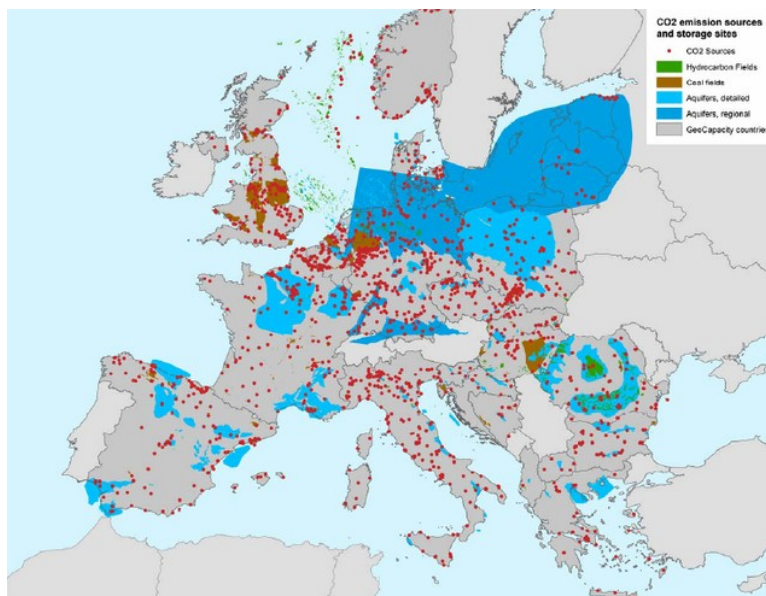 CO2 emission sources
and storage sites
CO2 Sources
Hydrocarbon Fields
Coal fields
Aquifers, detailed
Aquifers, regional
GeoCapacity countries